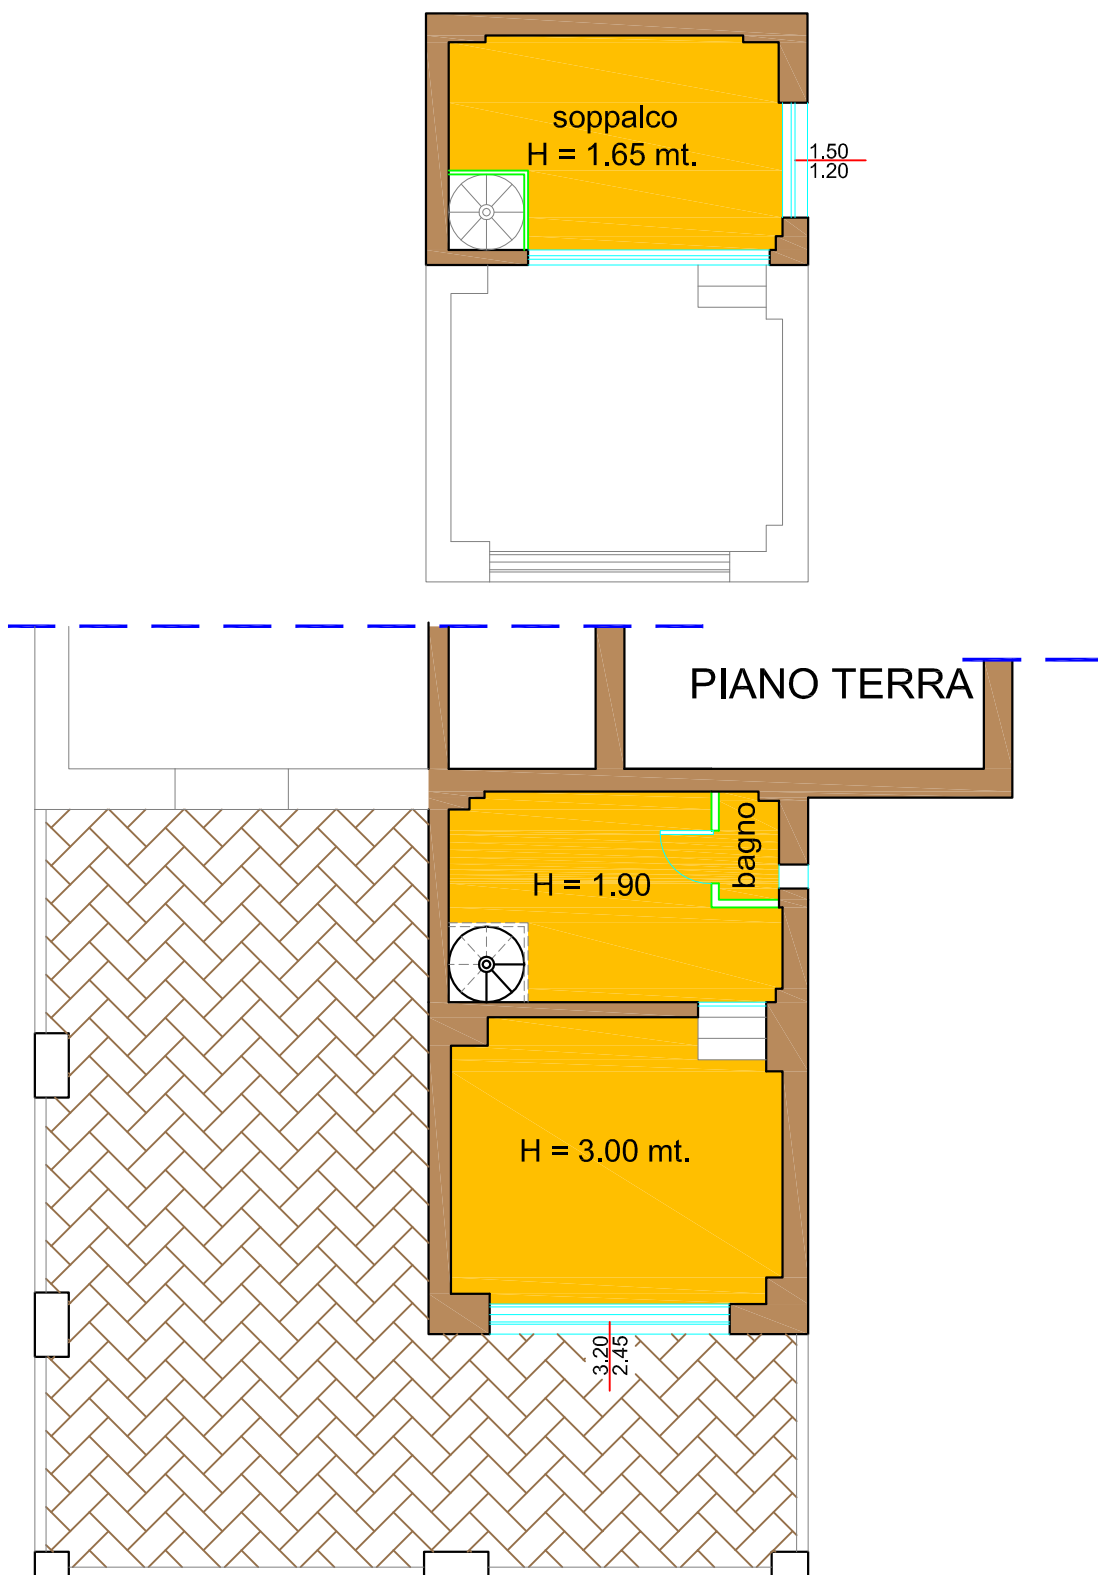 soppalco
H = 1.65 mt.
1.50
1.20
PIANO TERRA
bagno
H = 1.90
H = 3.00 mt.
3.20
2.45